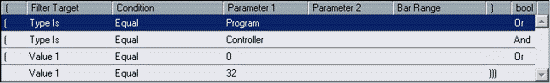 ( Filter Target Condition Parameter 1 Parameter 2 Bar Range ) bool
( Type Is Equal Program Or
( Type Is Equal Controller And
( Value 1 Equal 0 Or
Value 1 Equal 32 )))